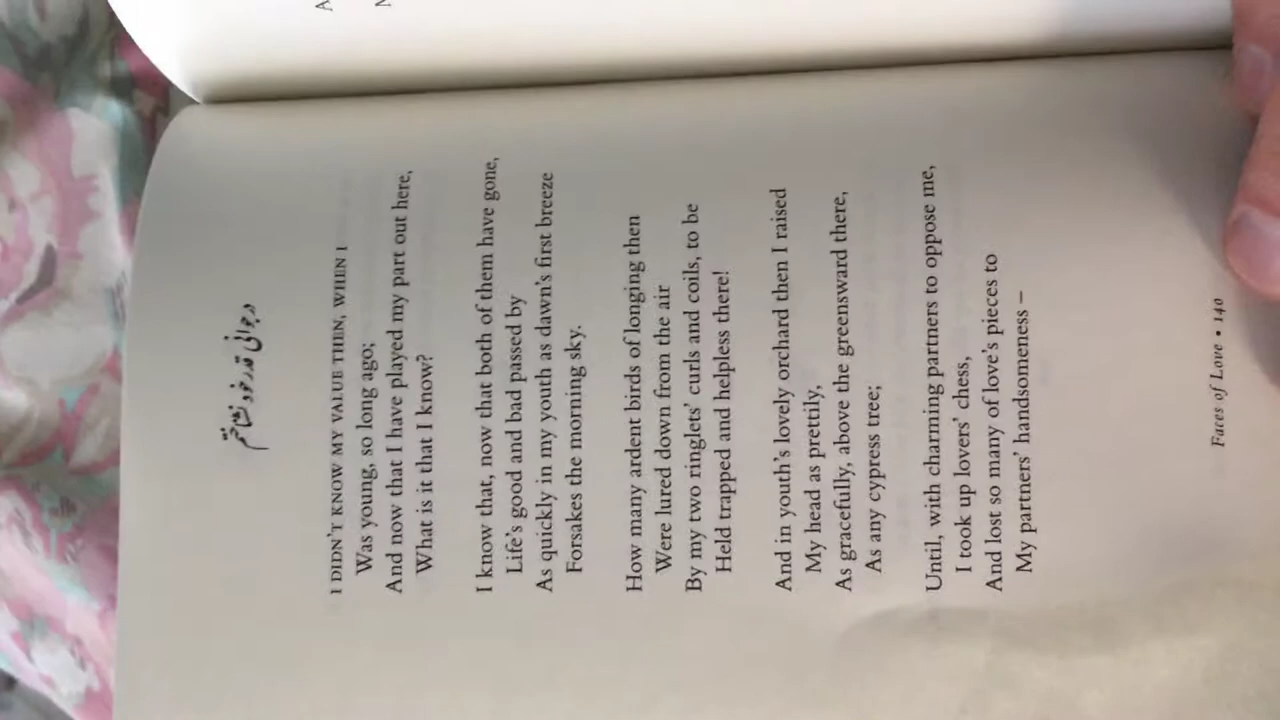 در جوانی قدر خود نشناختم
I DIDN'T KNOW MY VALUE THEN, WHEN I
Was young, so long ago;
And now that I have played my part out here,
What is it that I know?
I know that, now that both of them have gone,
Life's good and bad passed by
As quickly in my youth as dawn's first breeze
Forsakes the morning sky.
How many ardent birds of longing then
Were lured down from the air
By my two ringlets' curls and coils, to be
Held trapped and helpless there!
And in youth's lovely orchard then I raised
My head as prettily,
As gracefully, above the greensward there,
As any cypress tree;
Until, with charming partners to oppose me,
I took up lovers' chess,
And lost so many of love's pieces to
My partners' handsomeness –
Faces of Love • 140